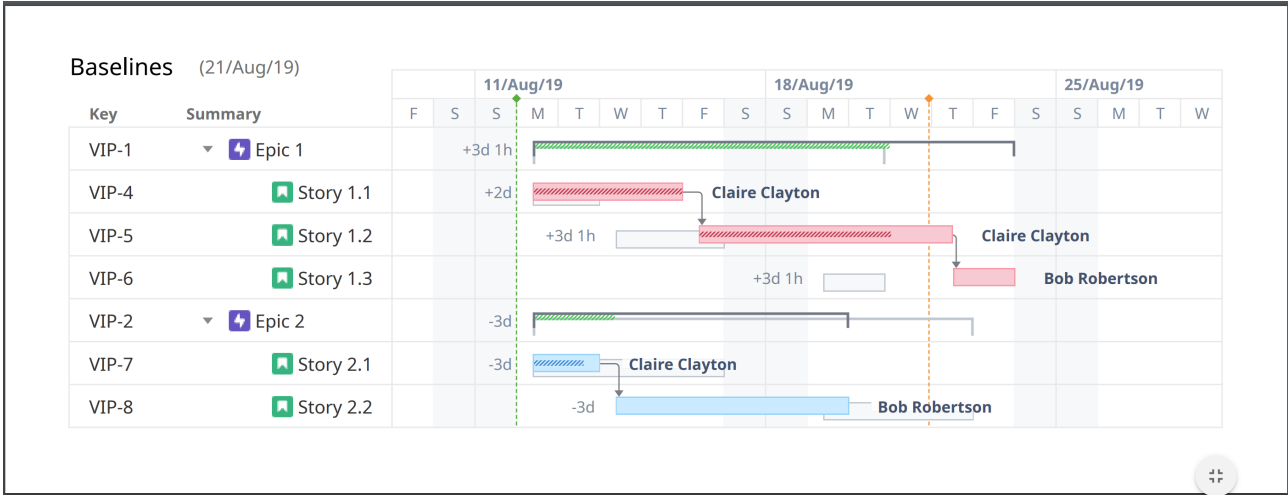 Baselines (21/Aug/19)
11/Aug/19 18/Aug/19 25/Aug/19
Key Summary F S S M T W T F S S M T W T F S S M T W
VIP-1 Epic 1 +3d 1h
VIP-4 Story 1.1 +2d Claire Clayton
VIP-5 Story 1.2 +3d 1h Claire Clayton
VIP-6 Story 1.3 +3d 1h Bob Robertson
VIP-2 Epic 2 -3d
VIP-7 Story 2.1 -3d Claire Clayton
VIP-8 Story 2.2 -3d Bob Robertson